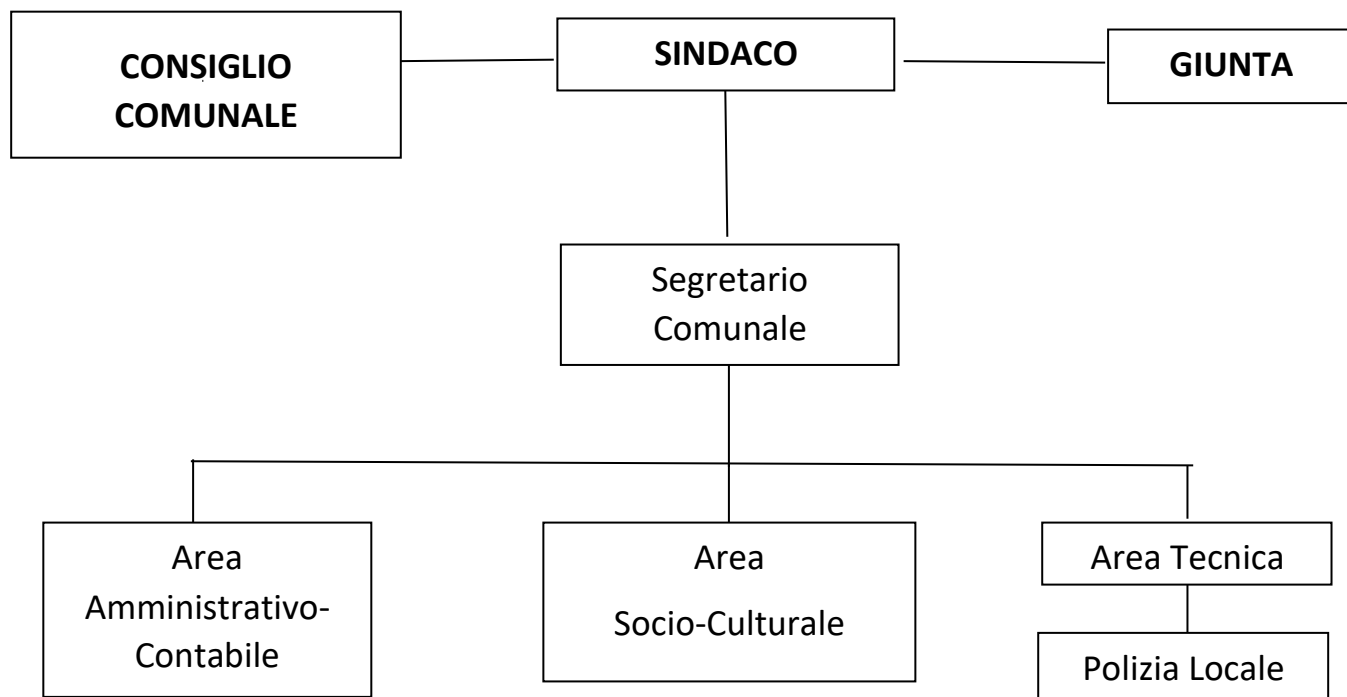 CONSIGLIO
COMUNALE
SINDACO
GIUNTA
Segretario
Comunale
Area
Amministrativo-
Contabile
Area
Socio-Culturale
Area Tecnica
Polizia Locale